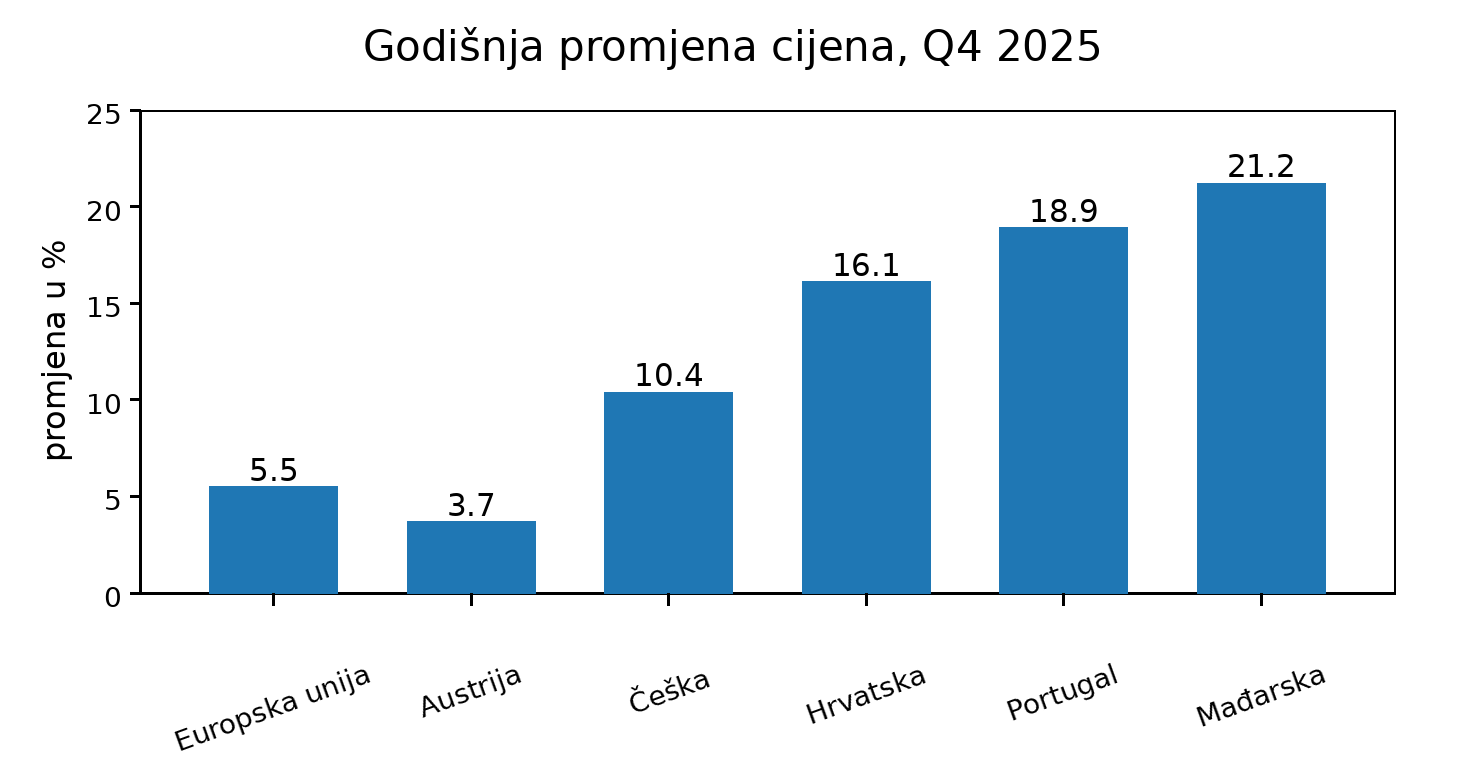 Godišnja promjena cijena, Q4 2025
promjena u %
25
20
15
10
5
0
5.5
3.7
10.4
16.1
18.9
21.2
Europska unija
Austrija
Češka
Hrvatska
Portugal
Mađarska